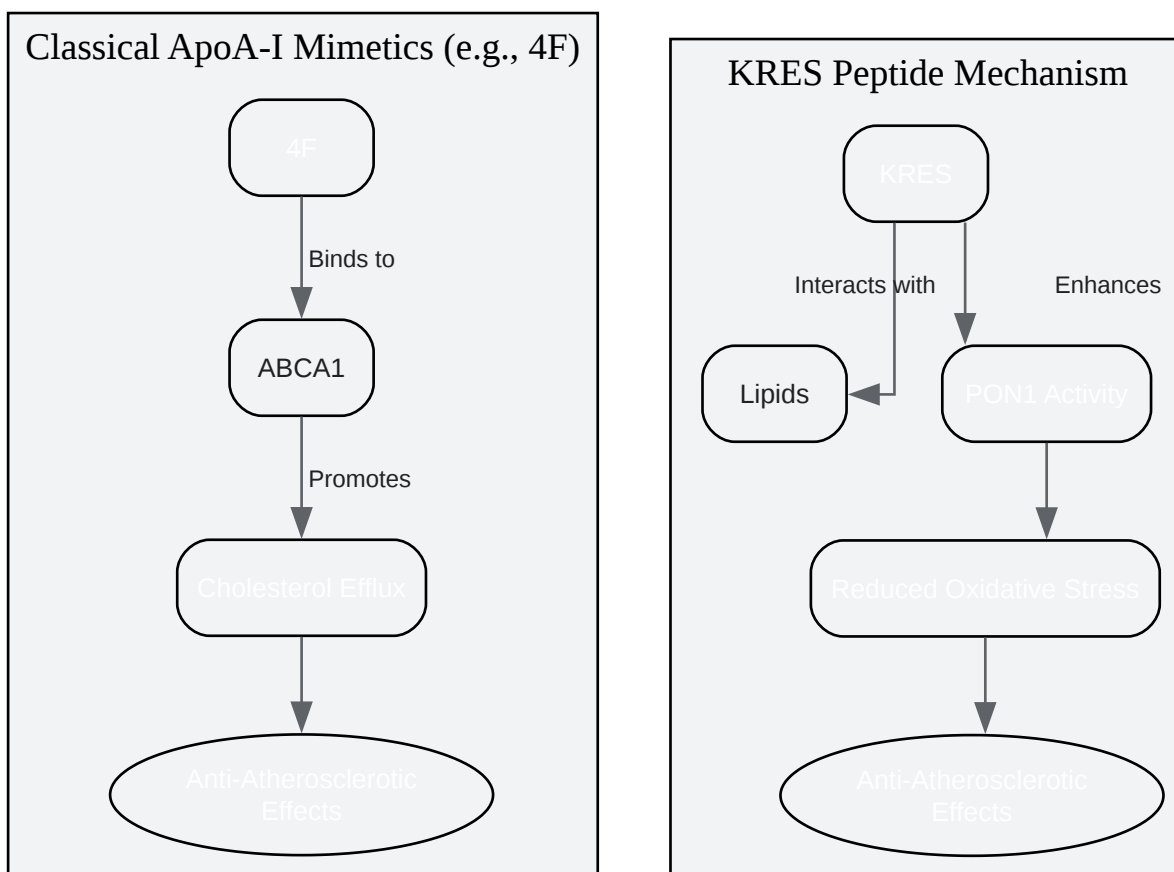 Classical ApoA-I Mimetics (e.g., 4F)
4F
Binds to
ABCA1
Promotes
Cholesterol Efflux
Anti-Atherosclerotic
Effects
KRES Peptide Mechanism
KRES
Interacts with
Enhances
Lipids
PON1 Activity
Reduced Oxidative Stress
Anti-Atherosclerotic
Effects